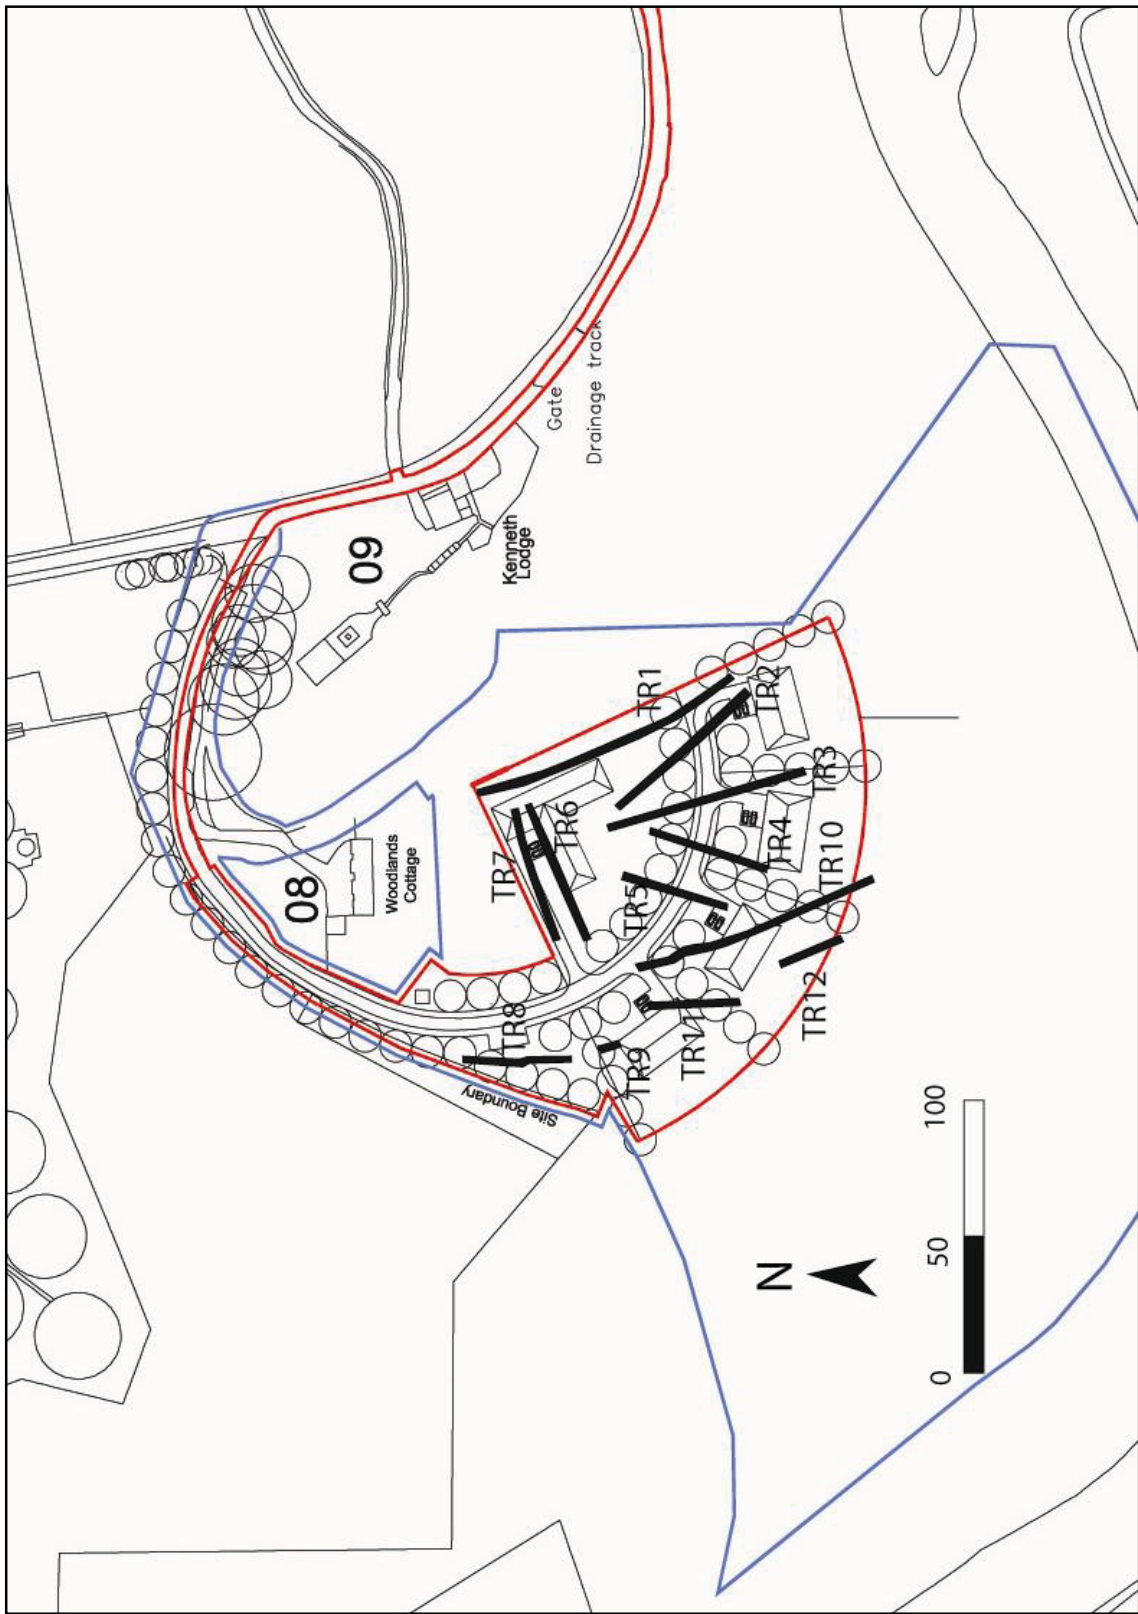 Gate
Drainage track
09
Kenneth
Lodge
08
Woodlands
Cottage
TR1
TR2
TR3
TR4
TR10
TR6
TR7
TR5
TR8
TR9
TR11
TR12
Site Boundary
N
0
50
100